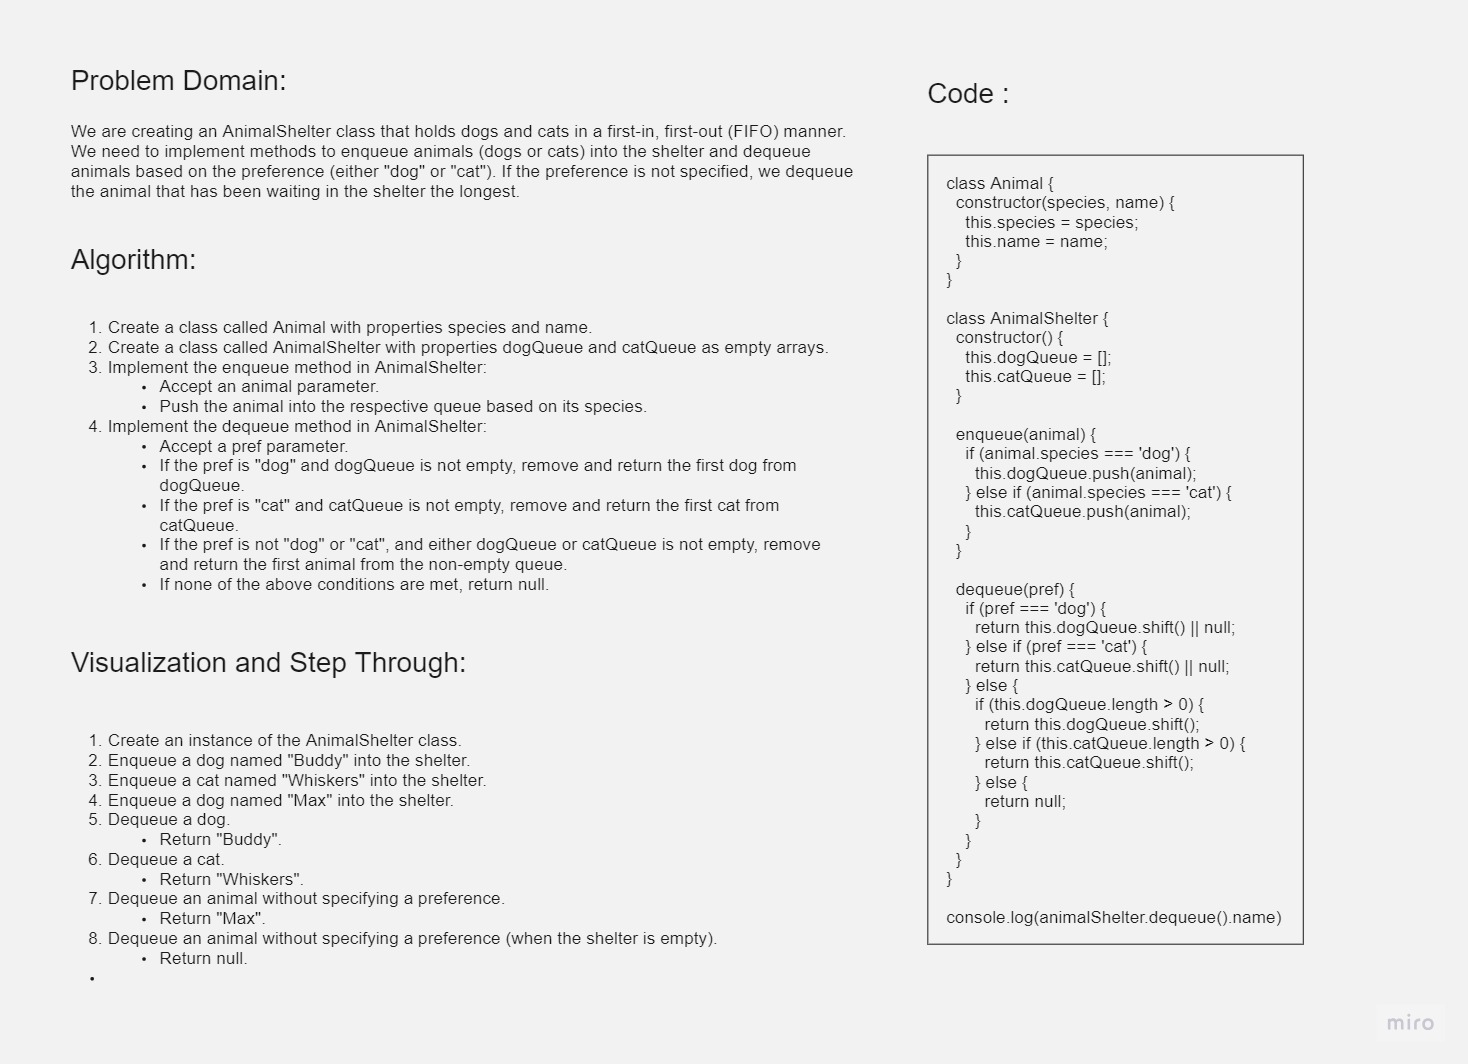 Problem Domain:
We are creating an AnimalShelter class that holds dogs and cats in a first-in, first-out (FIFO) manner.
We need to implement methods to enqueue animals (dogs or cats) into the shelter and dequeue
animals based on the preference (either "dog" or "cat"). If the preference is not specified, we dequeue
the animal that has been waiting in the shelter the longest.
Algorithm:
1. Create a class called Animal with properties species and name.
2. Create a class called AnimalShelter with properties dogQueue and catQueue as empty arrays.
3. Implement the enqueue method in AnimalShelter:
• Accept an animal parameter.
• Push the animal into the respective queue based on its species.
4. Implement the dequeue method in AnimalShelter:
• Accept a pref parameter.
• If the pref is "dog" and dogQueue is not empty, remove and return the first dog from
dogQueue.
• If the pref is "cat" and catQueue is not empty, remove and return the first cat from
catQueue.
• If the pref is not "dog" or "cat", and either dogQueue or catQueue is not empty, remove
and return the first animal from the non-empty queue.
• If none of the above conditions are met, return null.
Visualization and Step Through:
1. Create an instance of the AnimalShelter class.
2. Enqueue a dog named "Buddy" into the shelter.
3. Enqueue a cat named "Whiskers" into the shelter.
4. Enqueue a dog named "Max" into the shelter.
5. Dequeue a dog.
• Return "Buddy".
6. Dequeue a cat.
• Return "Whiskers".
7. Dequeue an animal without specifying a preference.
• Return "Max".
8. Dequeue an animal without specifying a preference (when the shelter is empty).
• Return null.
•
Code :
class Animal {
constructor(species, name) {
this.species = species;
this.name = name;
}
}
class AnimalShelter {
constructor() {
this.dogQueue = [];
this.catQueue = [];
}
enqueue(animal) {
if (animal.species === 'dog') {
this.dogQueue.push(animal);
} else if (animal.species === 'cat') {
this.catQueue.push(animal);
}
}
dequeue(pref) {
if (pref === 'dog') {
return this.dogQueue.shift() || null;
} else if (pref === 'cat') {
return this.catQueue.shift() || null;
} else {
if (this.dogQueue.length > 0) {
return this.dogQueue.shift();
} else if (this.catQueue.length > 0) {
return this.catQueue.shift();
} else {
return null;
}
}
}
}
console.log(animalShelter.dequeue().name)
miro